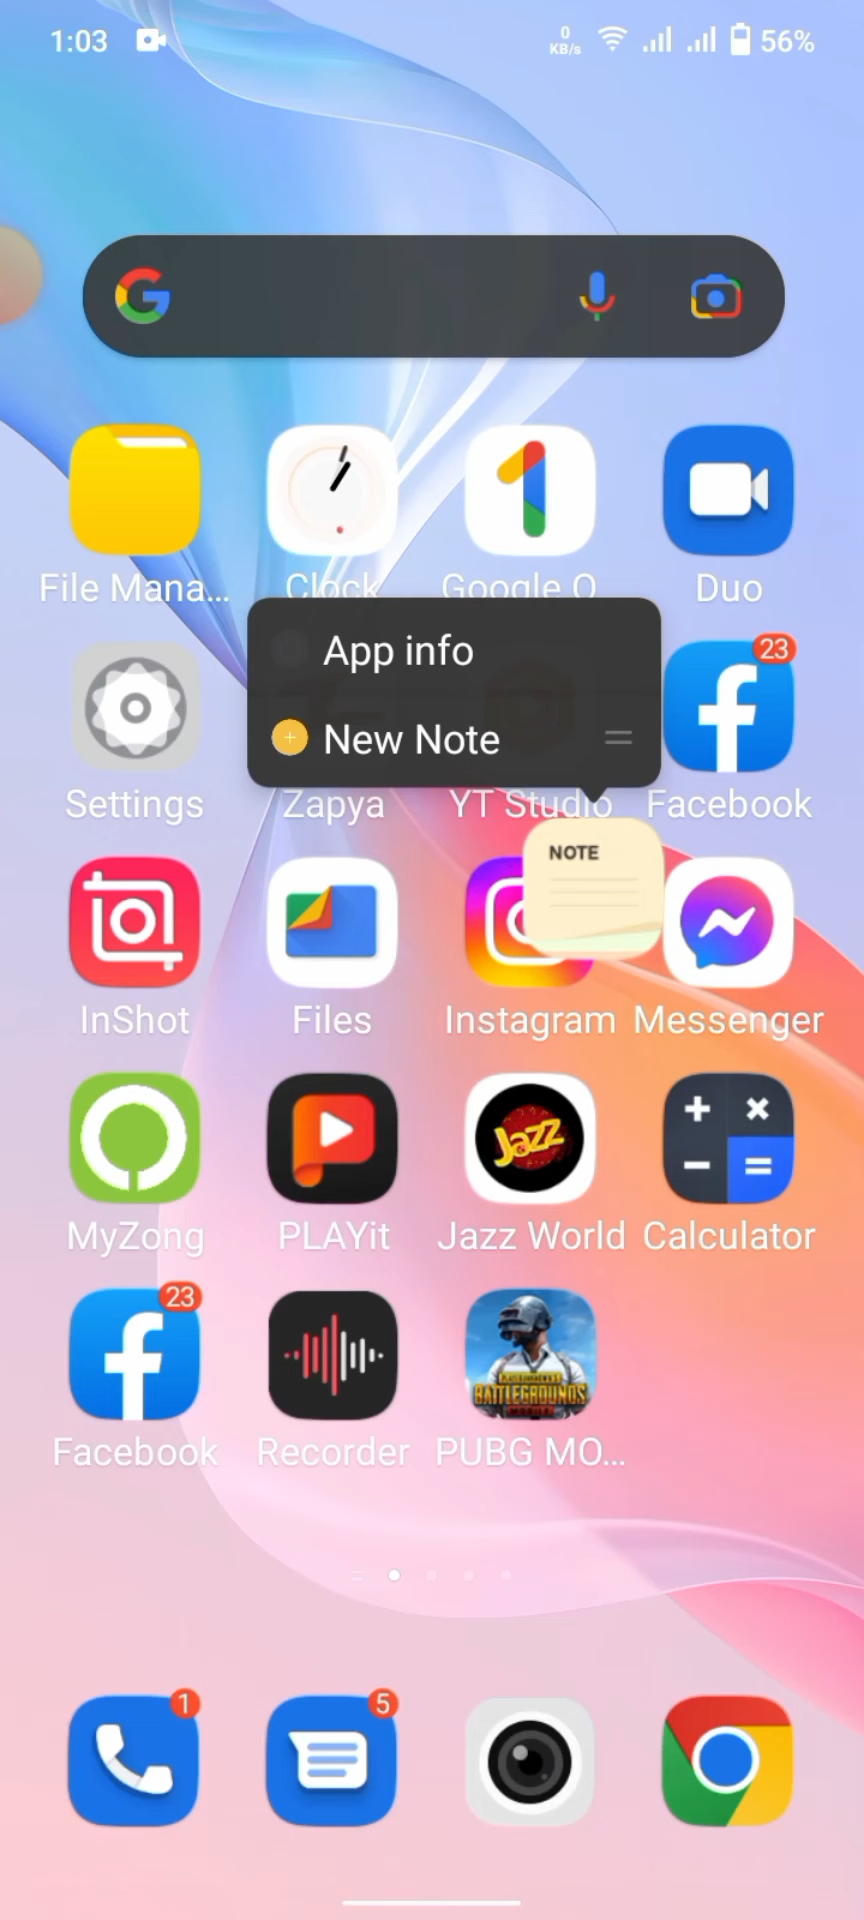 1:03
0
KB/s
56%
File Mana...
Clock
Google O
Duo
App info
New Note
23
Settings
Zapya
YT Studio
Facebook
NOTE
InShot
Files
Instagram
Messenger
Jazz
MyZong
PLAYit
Jazz World
Calculator
23
BATTLEGROUNDS
MOBILE
Facebook
Recorder
PUBG MO...
1
5